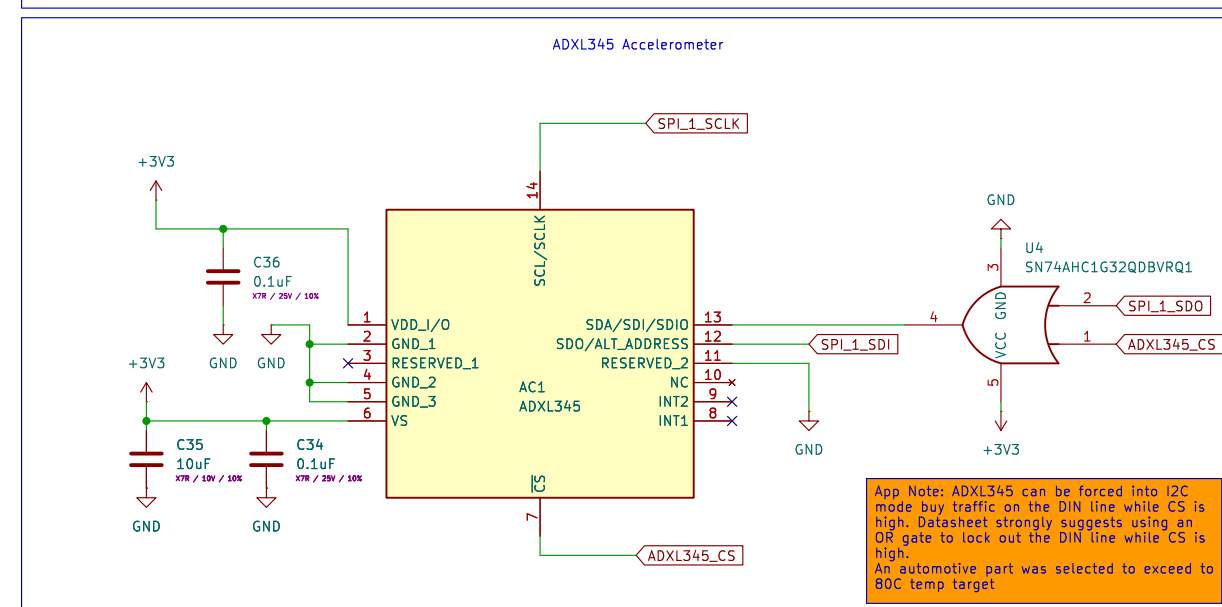 ADXL345 Accelerometer
SPI_1_SCLK
+3V3
14
SCL/SCLK
C36
0.1uF
X7R / 25V / 10%
GND
GND
1 VDD_I/O
2 GND_1
3 RESERVED_1
4 GND_2
5 GND_3
6 VS
+3V3
C35
10uF
X7R / 10V / 10%
GND
C34
0.1uF
X7R / 25V / 10%
GND
AC1
ADXL345
SDA/SDI/SDIO 13
SDO/ALT_ADDRESS 12
RESERVED_2 11
NC 10
INT2 9
INT1 8
SPI_1_SDI
GND
CS
7
ADXL345_CS
GND
U4
SN74AHC1G32QDBVRQ1
3
GND
VCC
4
2
SPI_1_SDO
1
ADXL345_CS
5
+3V3
App Note: ADXL345 can be forced into I2C
mode buy traffic on the DIN line while CS is
high. Datasheet strongly suggests using an
OR gate to lock out the DIN line while CS is
high.
An automotive part was selected to exceed to
80C temp target